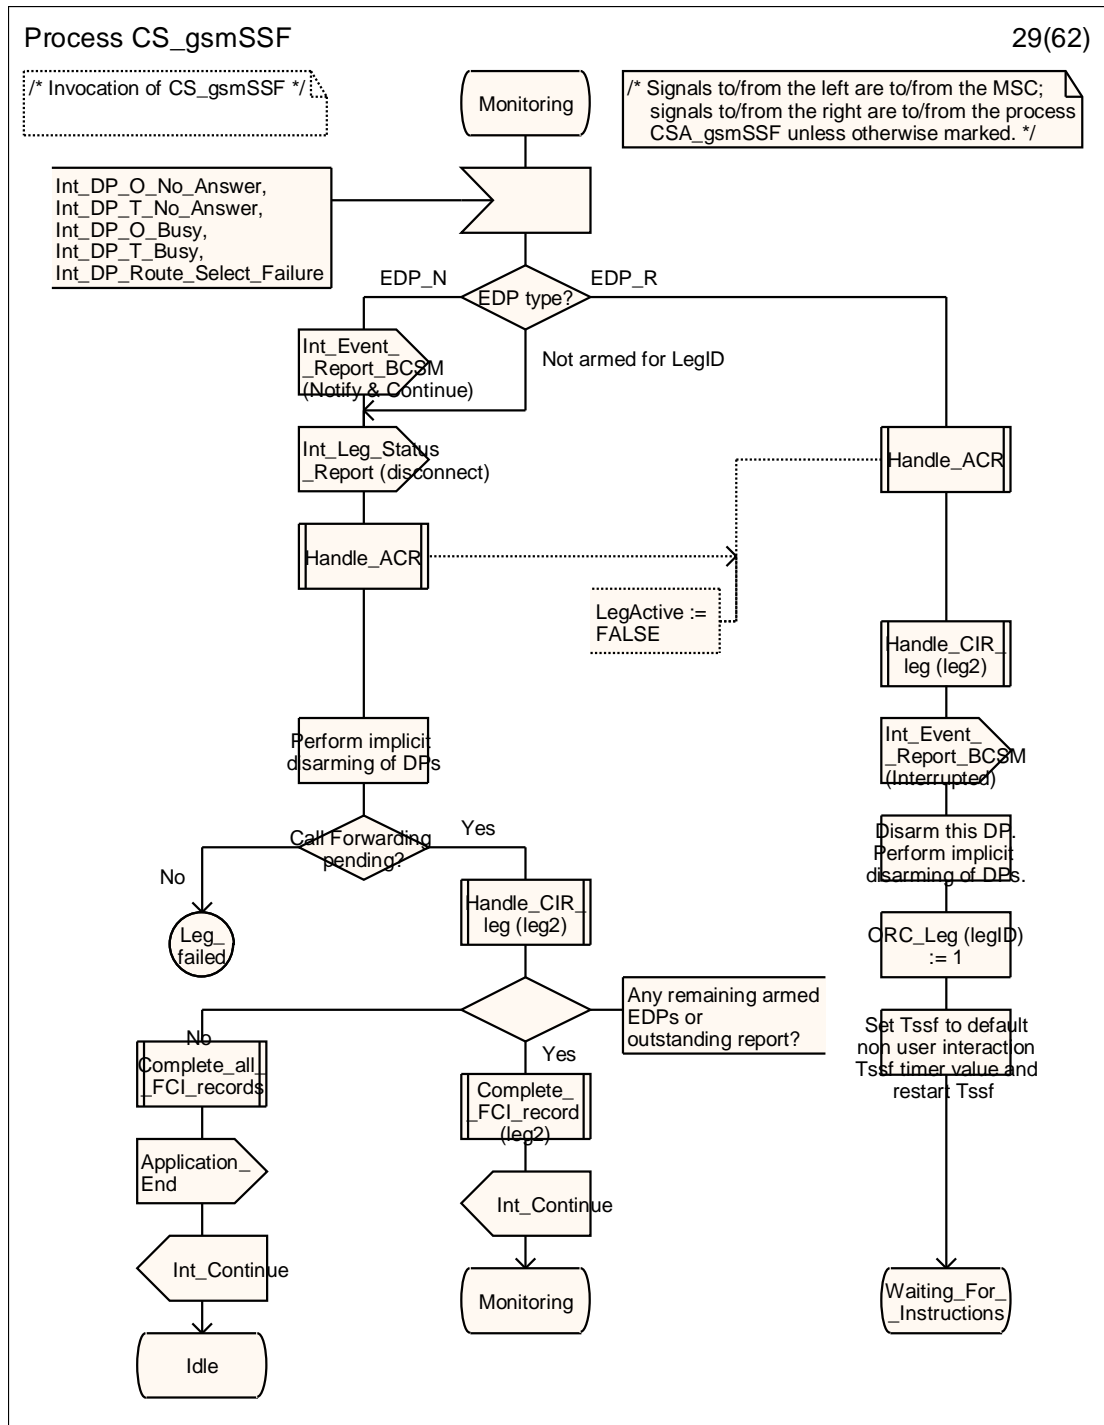 Process CS_gsmSSF
29(62)
/* Invocation of CS_gsmSSF */
Monitoring
/* Signals to/from the left are to/from the MSC;
signals to/from the right are to/from the process
CSA_gsmSSF unless otherwise marked. */
Int_DP_O_No_Answer,
Int_DP_T_No_Answer,
Int_DP_O_Busy,
Int_DP_T_Busy,
Int_DP_Route_Select_Failure
EDP_N
EDP type?
EDP_R
Int_Event_
_Report_BCSM
(Notify & Continue)
Not armed for LegID
Int_Leg_Status
_Report (disconnect)
Handle_ACR
Handle_ACR
LegActive :=
FALSE
Handle_CIR_
leg (leg2)
Perform implicit
disarming of DPs
Int_Event_
_Report_BCSM
(Interrupted)
Call Forwarding
pending?
Yes
No
Disarm this DP.
Perform implicit
disarming of DPs.
Leg_
failed
Handle_CIR_
leg (leg2)
ORC_Leg (legID)
:= 1
Any remaining armed
EDPs or
outstanding report?
No
Yes
Set Tssf to default
non user interaction
Tssf timer value and
restart Tssf
Complete_all_
_FCI_records
Complete_
_FCI_record
(leg2)
Application_
End
Int_Continue
Int_Continue
Monitoring
Waiting_For_
_Instructions
Idle